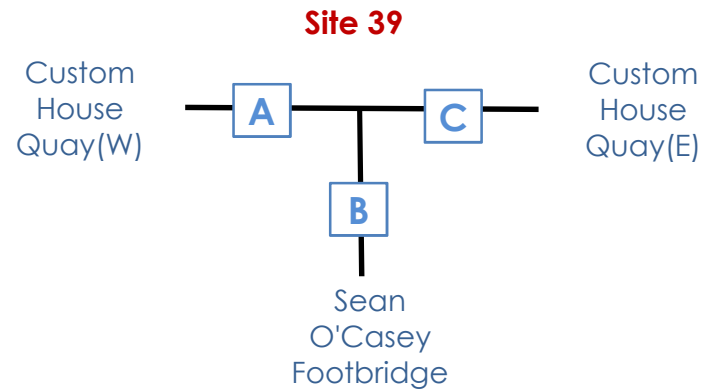 Site 39
Custom
House
Quay(W)
A
C
Custom
House
Quay(E)
B
Sean
O'Casey
Footbridge